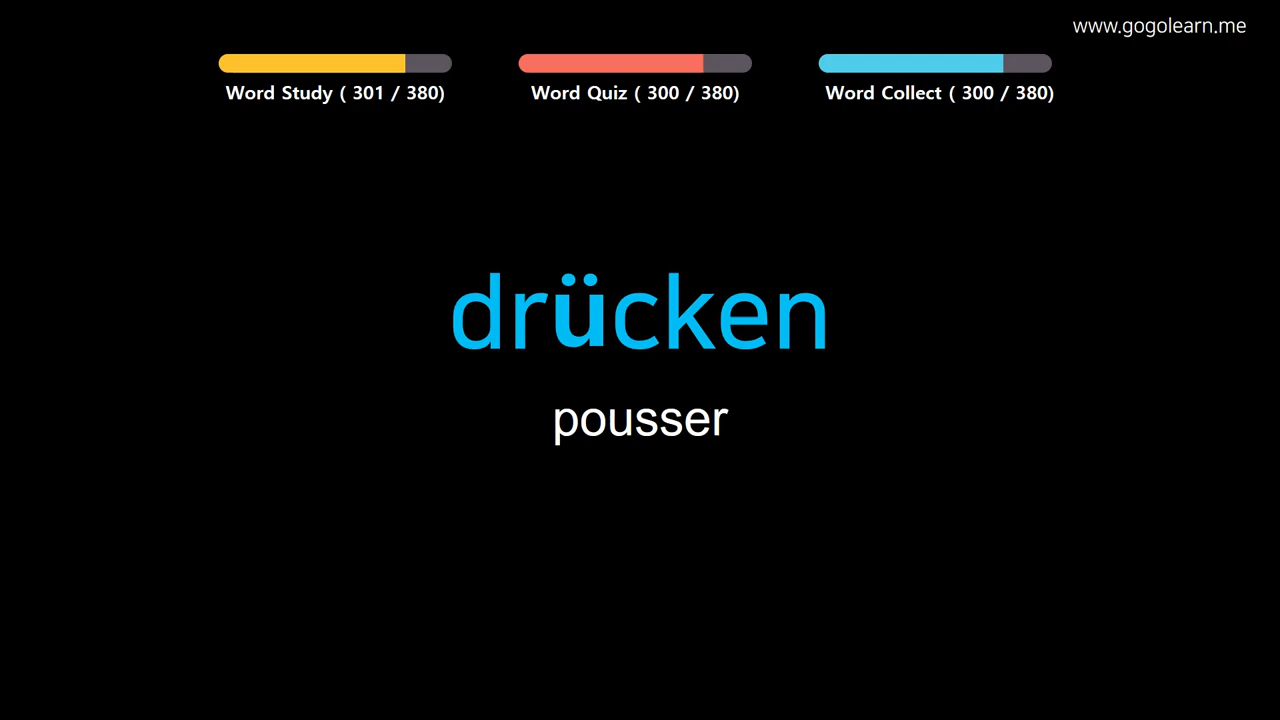 www.gogolearn.me
Word Study ( 301 / 380)
Word Quiz ( 300 / 380)
Word Collect ( 300 / 380)
drücken
pousser